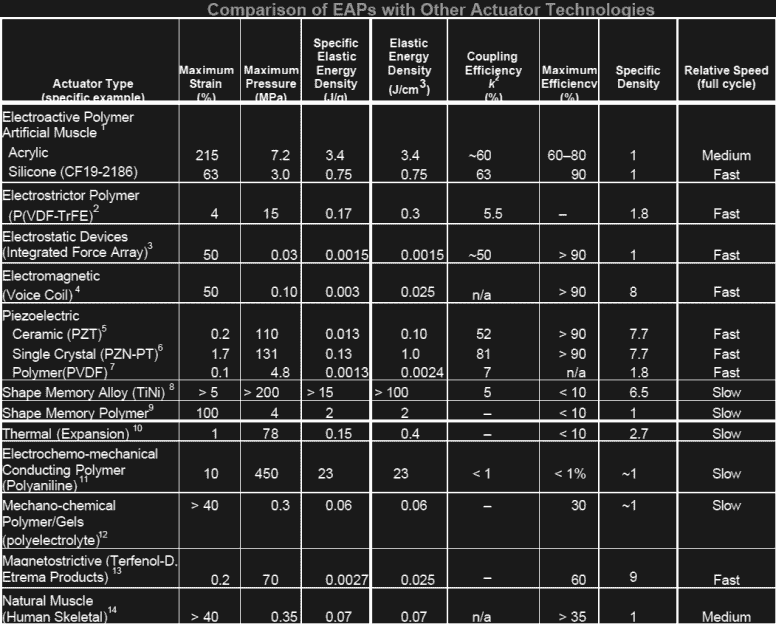 Comparison of EAPs with Other Actuator Technologies
Actuator Type (specific example) Maximum Strain (%) Maximum Pressure (MPa) Specific Elastic Energy Density (J/g) Elastic Energy Density (J/cm3) Coupling Efficiency k2 (%) Maximum Efficiency (%) Specific Density Relative Speed (full cycle)
Electroactive Polymer
Artificial Muscle 1
Acrylic 215 7.2 3.4 3.4 ~60 60–80 1 Medium
Silicone (CF19-2186) 63 3.0 0.75 0.75 63 90 1 Fast
Electrostrictor Polymer
(P(VDF-TrFE)2 4 15 0.17 0.3 5.5 – 1.8 Fast
Electrostatic Devices
(Integrated Force Array)3 50 0.03 0.0015 0.0015 ~50 > 90 1 Fast
Electromagnetic
(Voice Coil) 4 50 0.10 0.003 0.025 n/a > 90 8 Fast
Piezoelectric
Ceramic (PZT)5 0.2 110 0.013 0.10 52 > 90 7.7 Fast
Single Crystal (PZN-PT)6 1.7 131 0.13 1.0 81 > 90 7.7 Fast
Polymer(PVDF) 7 0.1 4.8 0.0013 0.0024 7 n/a 1.8 Fast
Shape Memory Alloy (TiNi) 8 > 5 > 200 > 15 > 100 5 < 10 6.5 Slow
Shape Memory Polymer9 100 4 2 2 – < 10 1 Slow
Thermal (Expansion) 10 1 78 0.15 0.4 – < 10 2.7 Slow
Electrochemo-mechanical
Conducting Polymer
(Polyaniline) 11 10 450 23 23 < 1 < 1% ~1 Slow
Mechano-chemical > 40 0.3 0.06 0.06 – 30 ~1 Slow
Polymer/Gels
(polyelectrolyte)12
Magnetostrictive (Terfenol-D,
Etrema Products) 13 0.2 70 0.0027 0.025 – 60 9 Fast
Natural Muscle
(Human Skeletal)14 > 40 0.35 0.07 0.07 n/a > 35 1 Medium